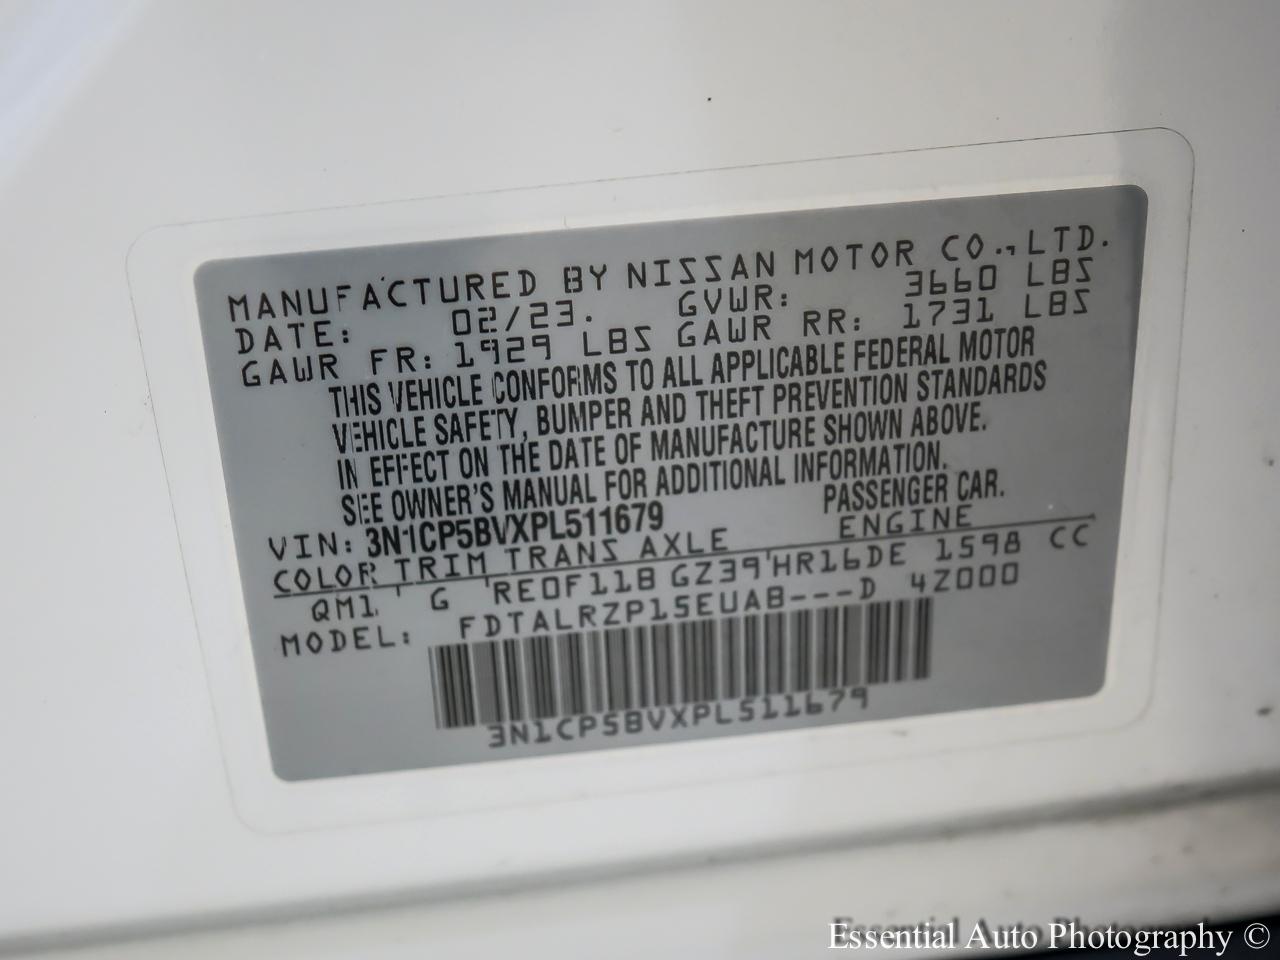 MANUFACTURED BY NISSAN MOTOR CO., LTD.
DATE: 02/23. GVWR: 3660 LBS
GAWR FR: 1929 LBS GAWR RR: 1731 LBS
THIS VEHICLE CONFORMS TO ALL APPLICABLE FEDERAL MOTOR
VEHICLE SAFETY, BUMPER AND THEFT PREVENTION STANDARDS
IN EFFECT ON THE DATE OF MANUFACTURE SHOWN ABOVE.
SEE OWNER'S MANUAL FOR ADDITIONAL INFORMATION.
VIN: 3N1CP5BVXPL511679 PASSENGER CAR.
COLOR TRIM TRANS AXLE ENGINE
QM1 G RE0F11B GZ39 HR16DE 1598 CC
MODEL: FDTALRZP15EUAB---D 4Z000
3N1CP5BVXPL511679
Essential Auto Photography ©